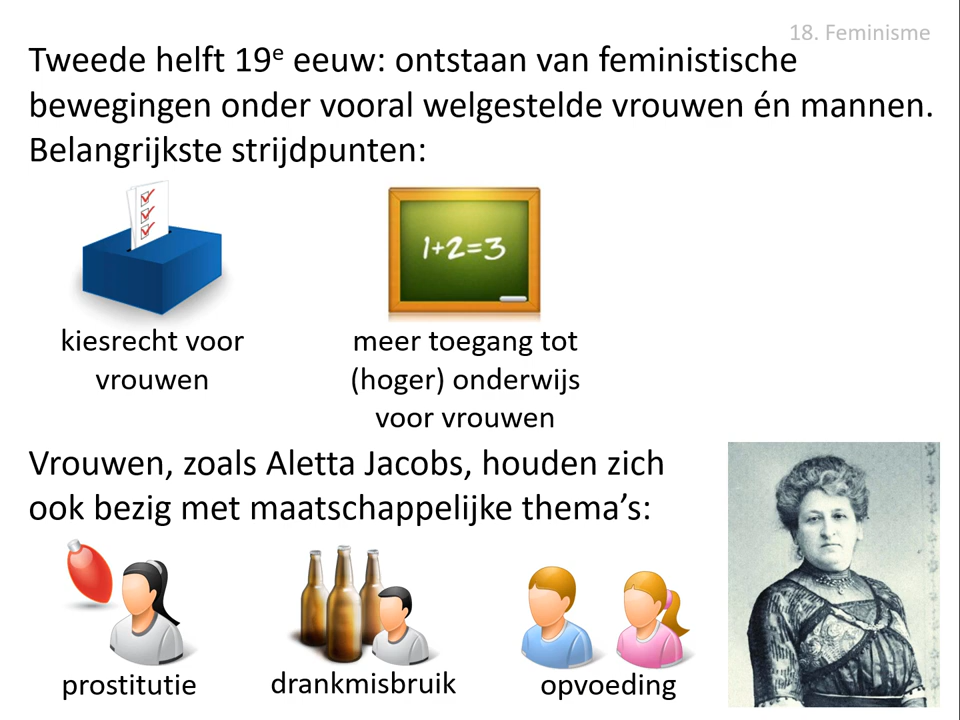 18. Feminisme
Tweede helft 19e eeuw: ontstaan van feministische
bewegingen onder vooral welgestelde vrouwen én mannen.
Belangrijkste strijdpunten:
1+2=3
kiesrecht voor
vrouwen
meer toegang tot
(hoger) onderwijs
voor vrouwen
Vrouwen, zoals Aletta Jacobs, houden zich
ook bezig met maatschappelijke thema’s:
prostitutie
drankmisbruik
opvoeding